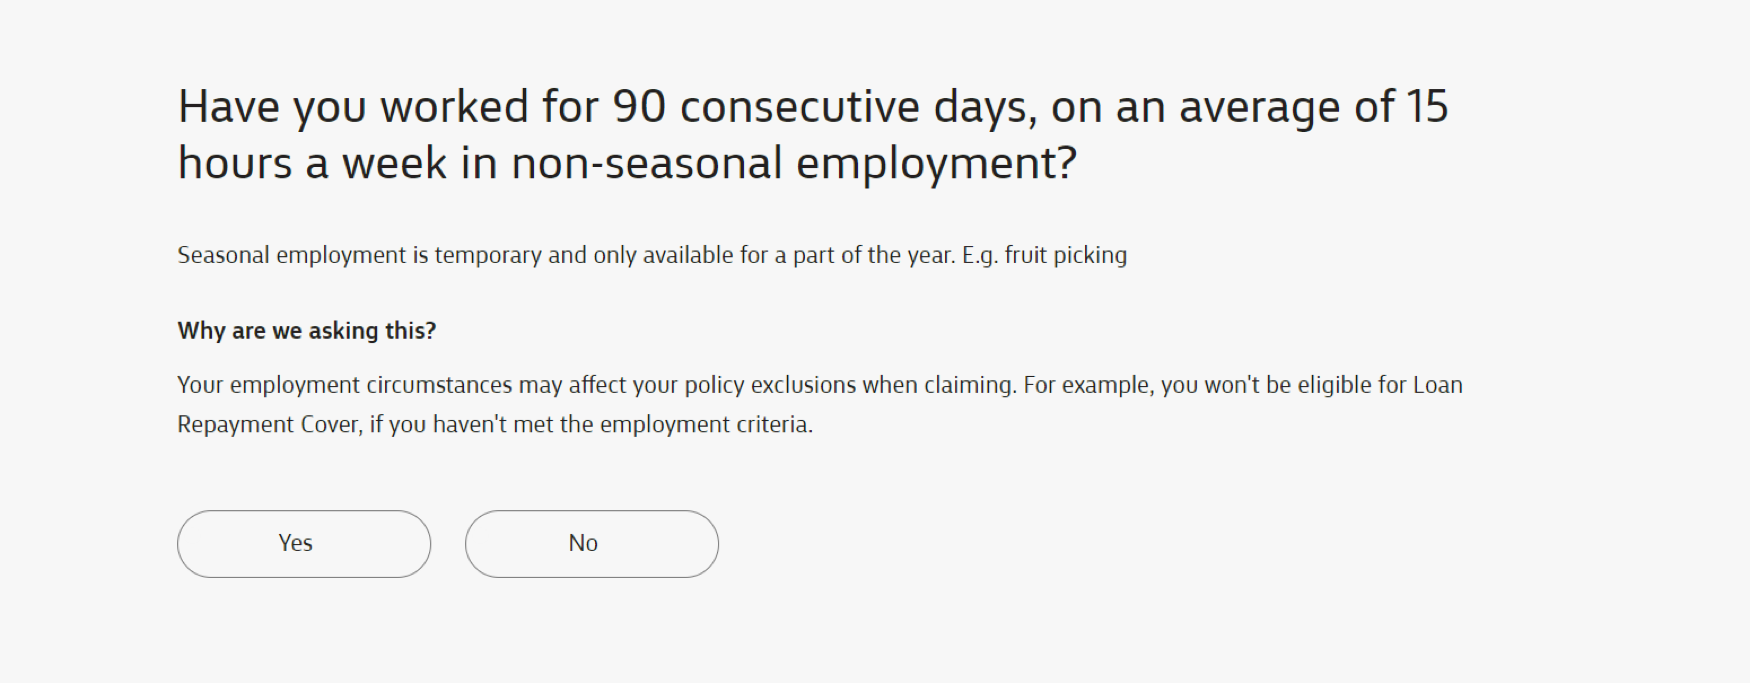 Have you worked for 90 consecutive days, on an average of 15
hours a week in non-seasonal employment?
Seasonal employment is temporary and only available for a part of the year. E.g. fruit picking
Why are we asking this?
Your employment circumstances may affect your policy exclusions when claiming. For example, you won't be eligible for Loan
Repayment Cover, if you haven't met the employment criteria.
Yes No